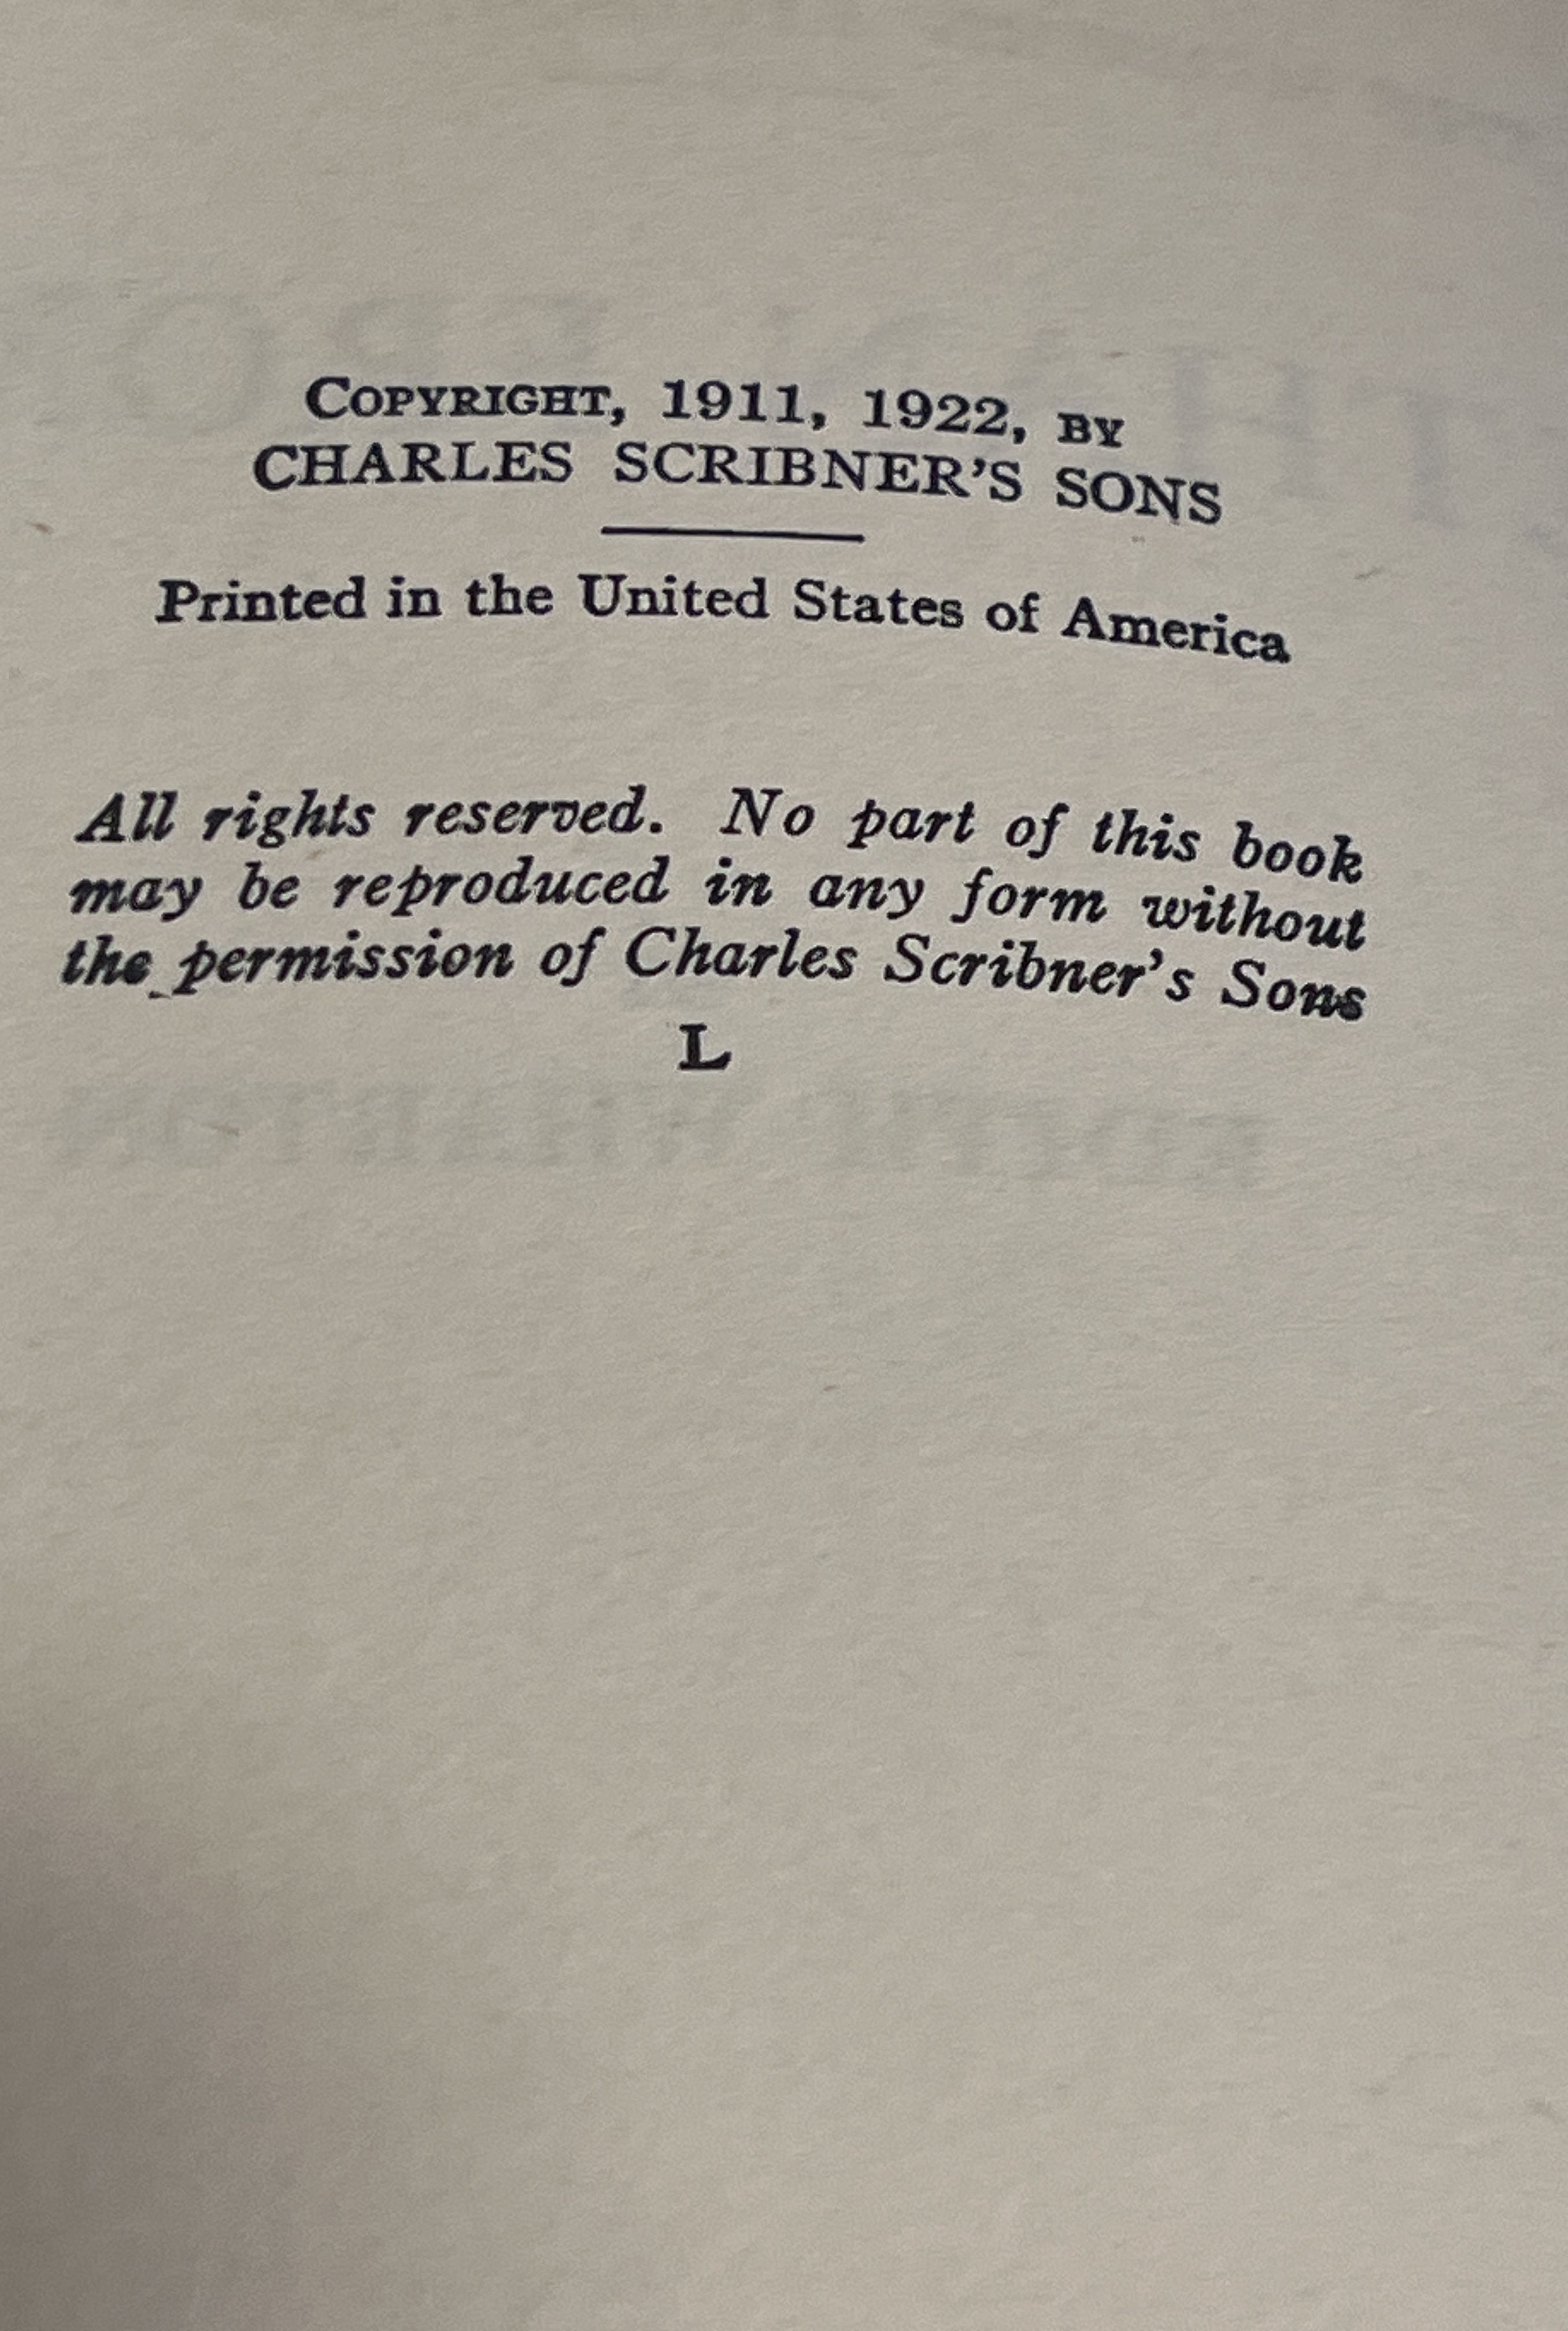 COPYRIGHT, 1911, 1922, BY
CHARLES SCRIBNER'S SONS
Printed in the United States of America
All rights reserved. No part of this book
may be reproduced in any form without
the permission of Charles Scribner's Sons
L